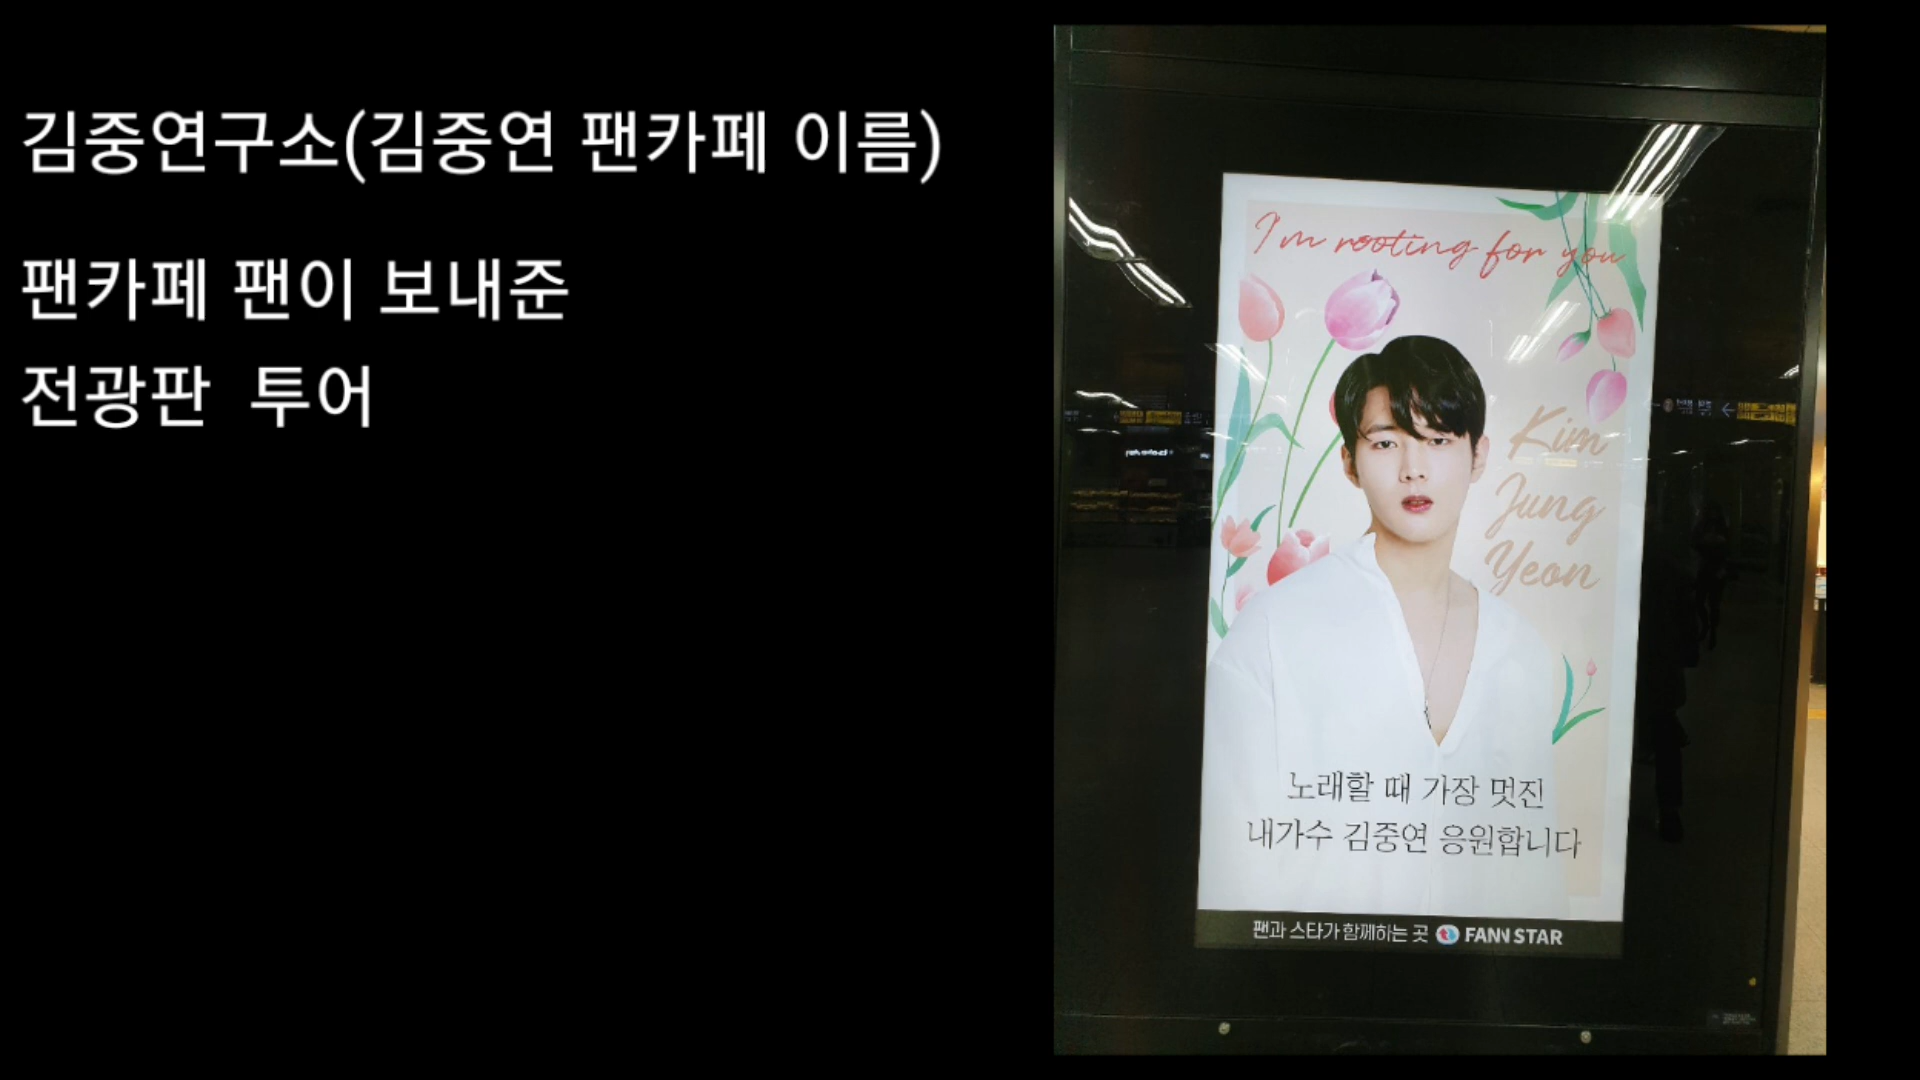 김중연구소(김중연 팬카페 이름)
팬카페 팬이 보내준
전광판 투어
I'm rooting for you
Kim
Jung
Yeon
노래할 때 가장 멋진
내가수 김중연 응원합니다
팬과 스타가 함께하는 곳 FANNSTAR